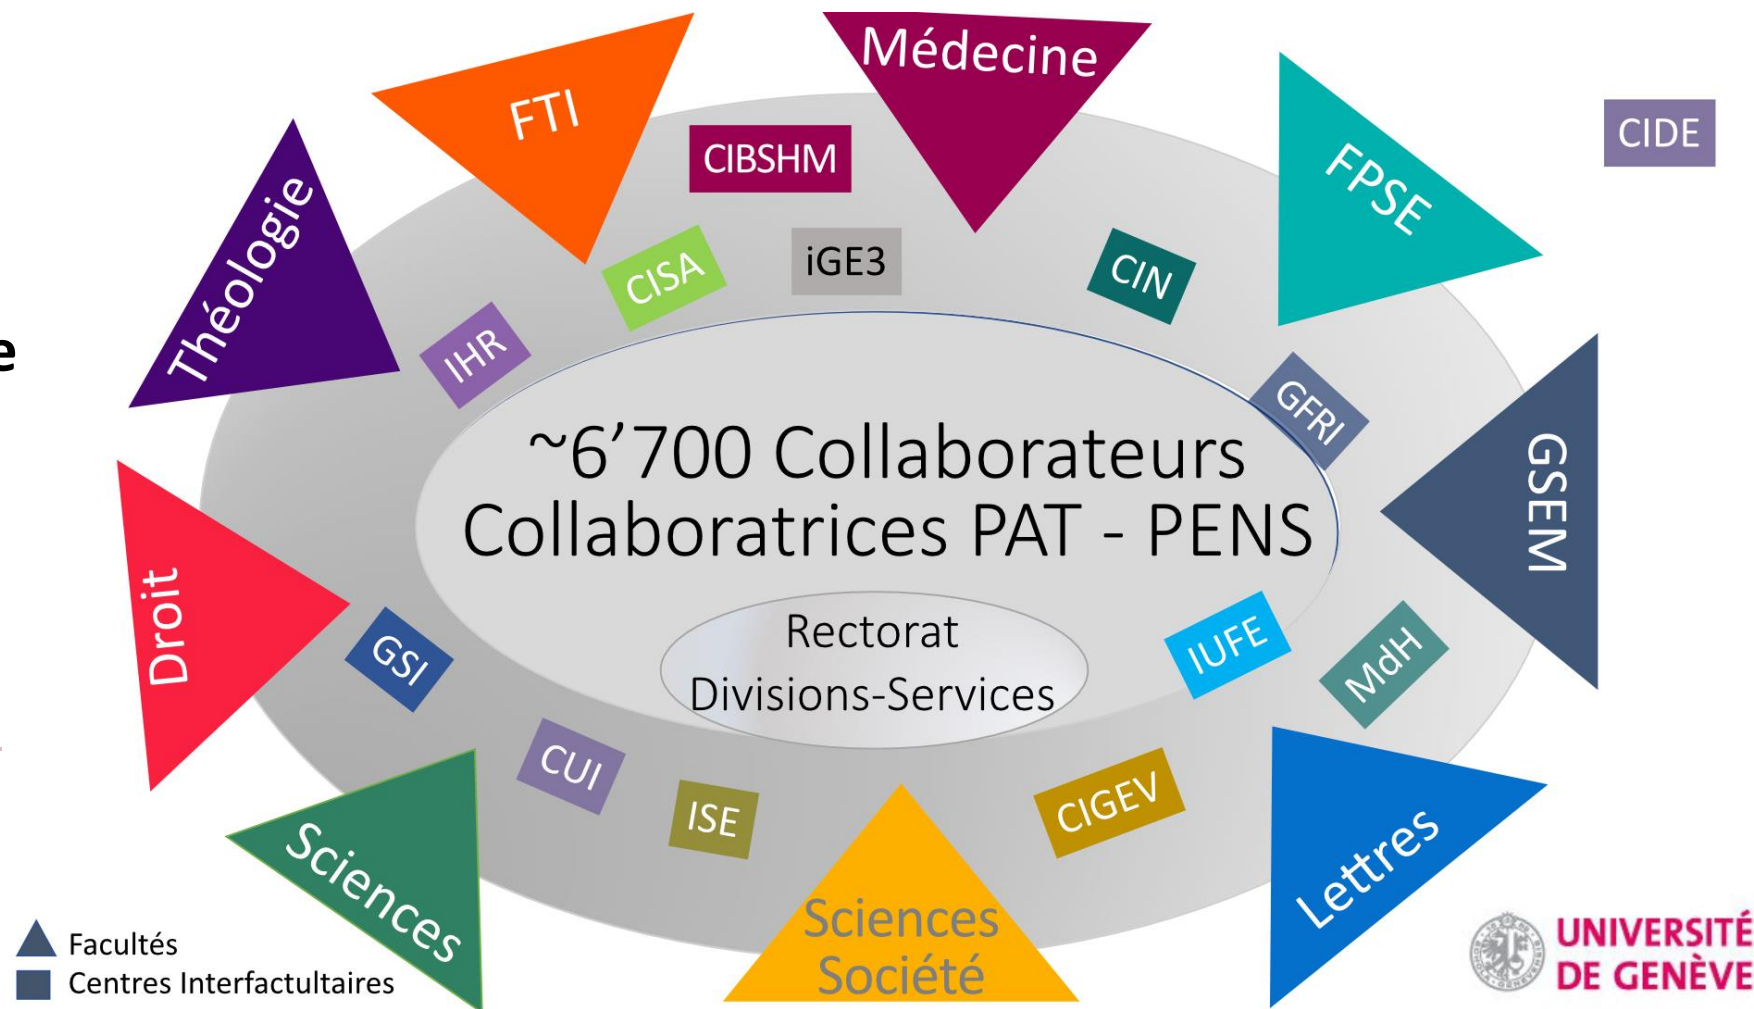 Médecine
FTI
CIBSHM
CIDE
FPSE
Théologie
CISA
iGE3
CIN
IHR
e
GFRI
~6’700 Collaborateurs
Collaboratrices PAT - PENS
GSEM
Droit
GSI
Rectorat
Divisions-Services
IUFE
MdH
CUI
ISE
CIGEV
Sciences
Sciences
Société
Lettres
Facultés
Centres Interfactultaires
UNIVERSITÉ
DE GENÈVE